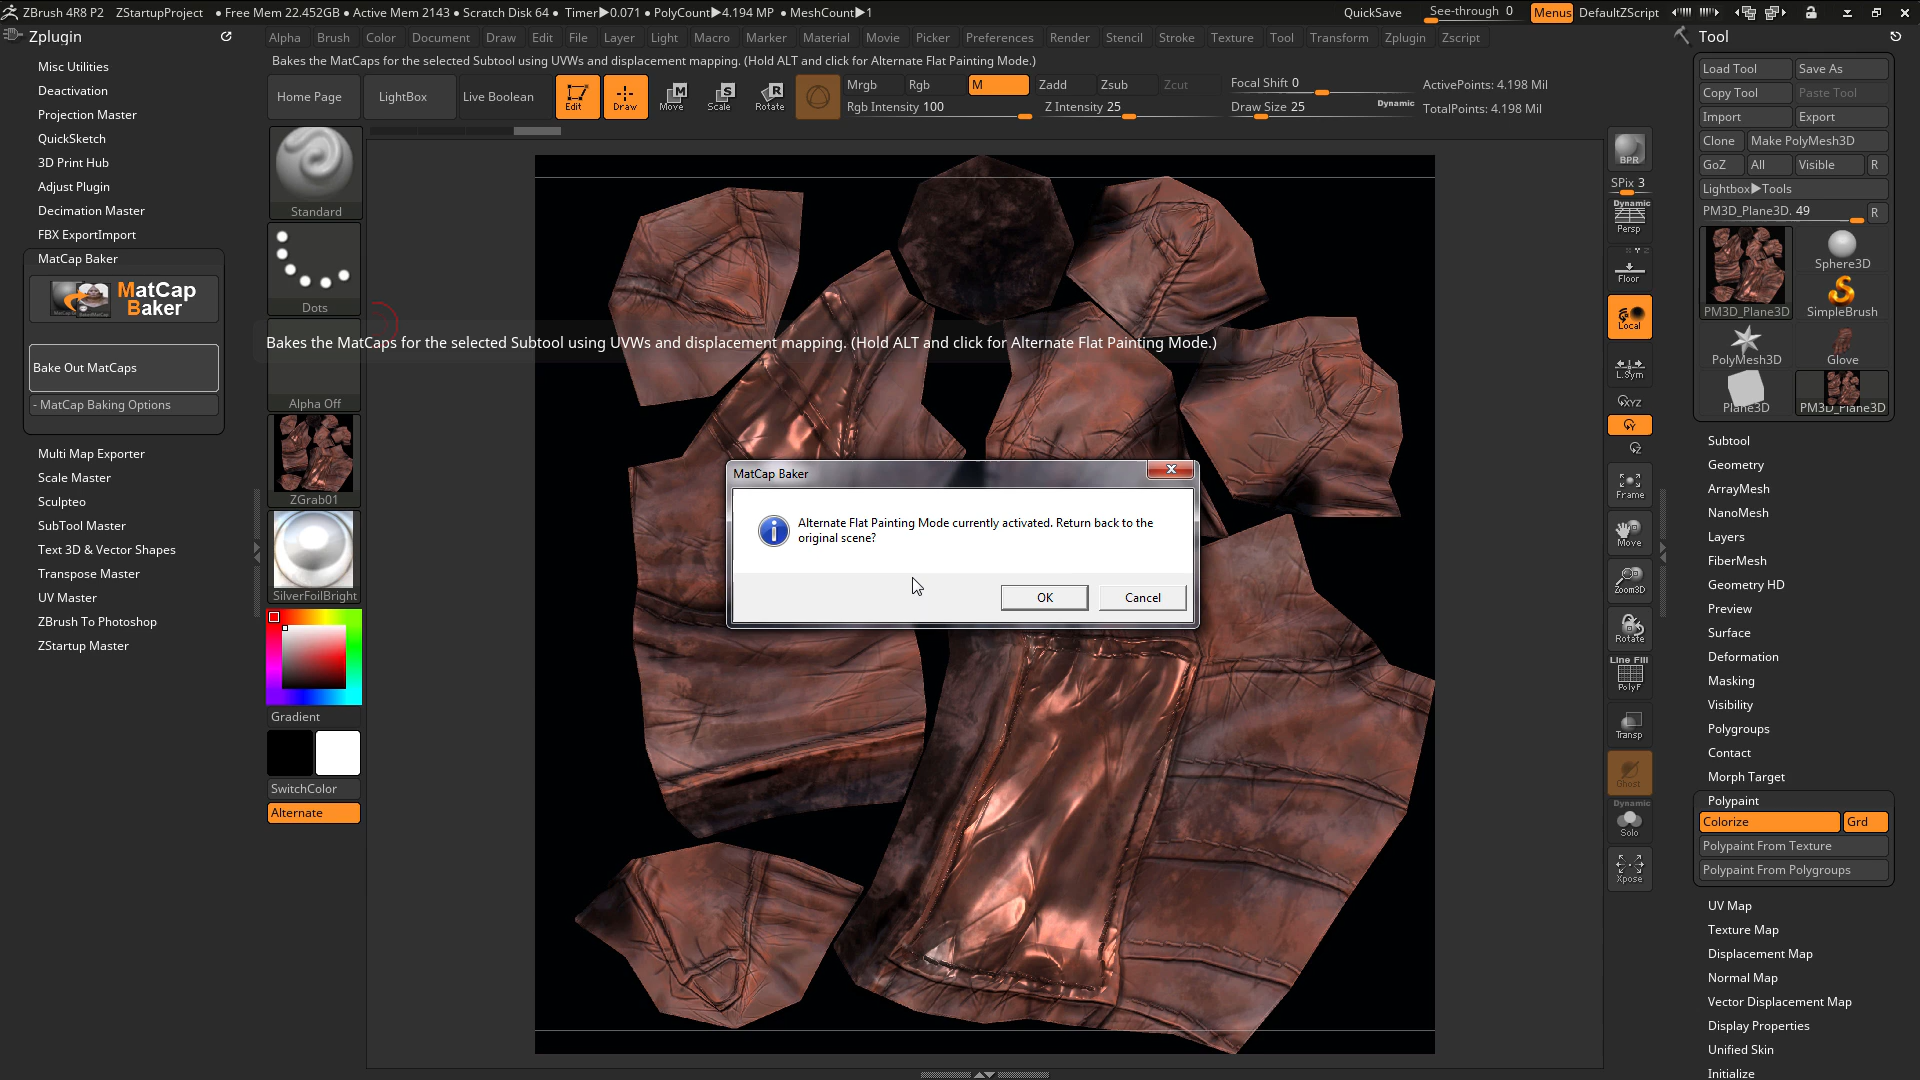 ZBrush 4R8 P2 ZStartupProject • Free Mem 22.452GB • Active Mem 2143 • Scratch Disk 64 • Timer▶0.071 • PolyCount▶4.194 MP • MeshCount▶1 QuickSave See-through 0 Menus DefaultZScript
Zplugin
Alpha Brush Color Document Draw Edit File Layer Light Macro Marker Material Movie Picker Preferences Render Stencil Stroke Texture Tool Transform Zplugin Zscript
Tool
Bakes the MatCaps for the selected Subtool using UVWs and displacement mapping. (Hold ALT and click for Alternate Flat Painting Mode.)
Home Page
LightBox
Live Boolean
Edit
Draw
Move
Scale
Rotate
Mrgb Rgb M Zadd Zsub Zcut
Rgb Intensity 100
Z Intensity 25
Focal Shift 0
Draw Size 25
Dynamic
ActivePoints: 4.198 Mil
TotalPoints: 4.198 Mil
Misc Utilities
Deactivation
Projection Master
QuickSketch
3D Print Hub
Adjust Plugin
Decimation Master
FBX ExportImport
MatCap Baker
MatCap
Baker
Bake Out MatCaps
- MatCap Baking Options
Multi Map Exporter
Scale Master
Sculpteo
SubTool Master
Text 3D & Vector Shapes
Transpose Master
UV Master
ZBrush To Photoshop
ZStartup Master
Standard
Dots
Alpha Off
ZGrab01
SilverFoilBright
Gradient
SwitchColor
Alternate
Bakes the MatCaps for the selected Subtool using UVWs and displacement mapping. (Hold ALT and click for Alternate Flat Painting Mode.)
MatCap Baker
Alternate Flat Painting Mode currently activated. Return back to the
original scene?
OK
Cancel
BPR
SPix 3
Dynamic
Persp
Floor
Local
L.Sym
XYZ
Y
Z
Frame
Move
Zoom3D
Rotate
Line Fill
PolyF
Transp
Ghost
Dynamic
Solo
Xpose
Load Tool Save As
Copy Tool Paste Tool
Import Export
Clone Make PolyMesh3D
GoZ All Visible R
Lightbox▶Tools
PM3D_Plane3D. 49 R
PM3D_Plane3D
Sphere3D
SimpleBrush
PolyMesh3D
Glove
Plane3D
PM3D_Plane3D
Subtool
Geometry
ArrayMesh
NanoMesh
Layers
FiberMesh
Geometry HD
Preview
Surface
Deformation
Masking
Visibility
Polygroups
Contact
Morph Target
Polypaint
Colorize Grd
Polypaint From Texture
Polypaint From Polygroups
UV Map
Texture Map
Displacement Map
Normal Map
Vector Displacement Map
Display Properties
Unified Skin
Initialize